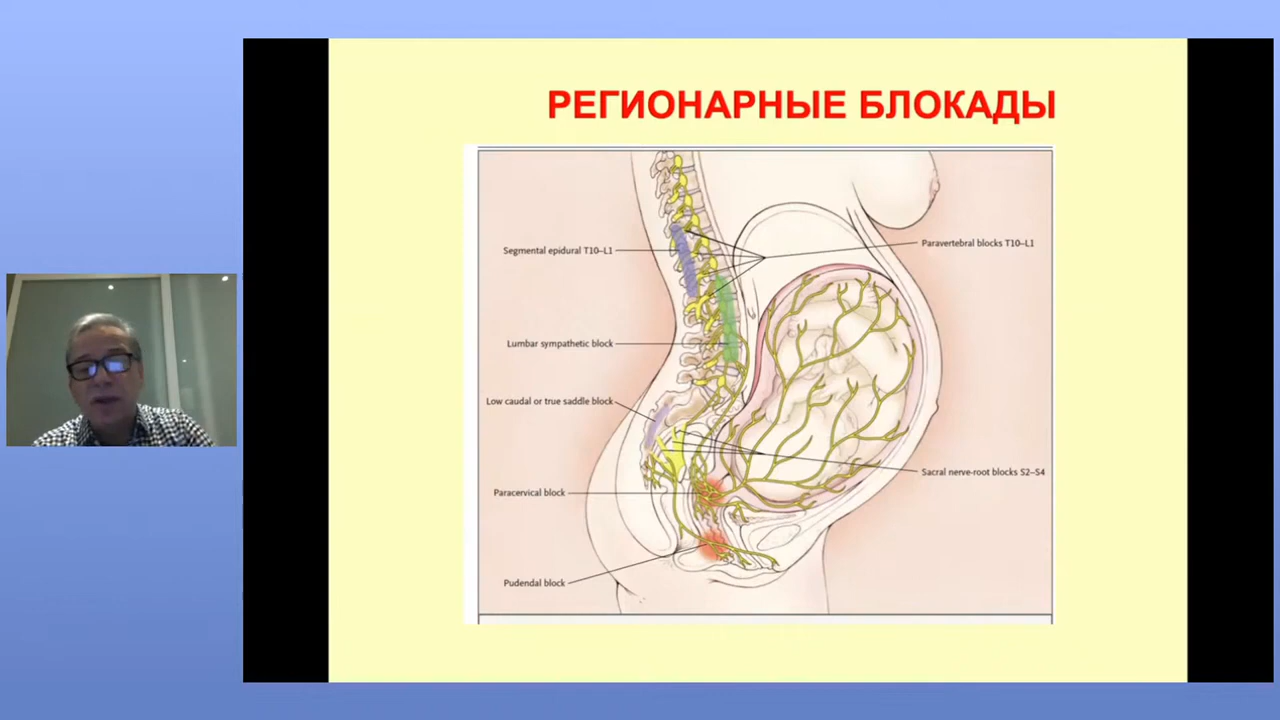 РЕГИОНАРНЫЕ БЛОКАДЫ
Segmental epidural T10–L1
Paravertebral blocks T10–L1
Lumbar sympathetic block
Low caudal or true saddle block
Sacral nerve-root blocks S2–S4
Paracervical block
Pudendal block